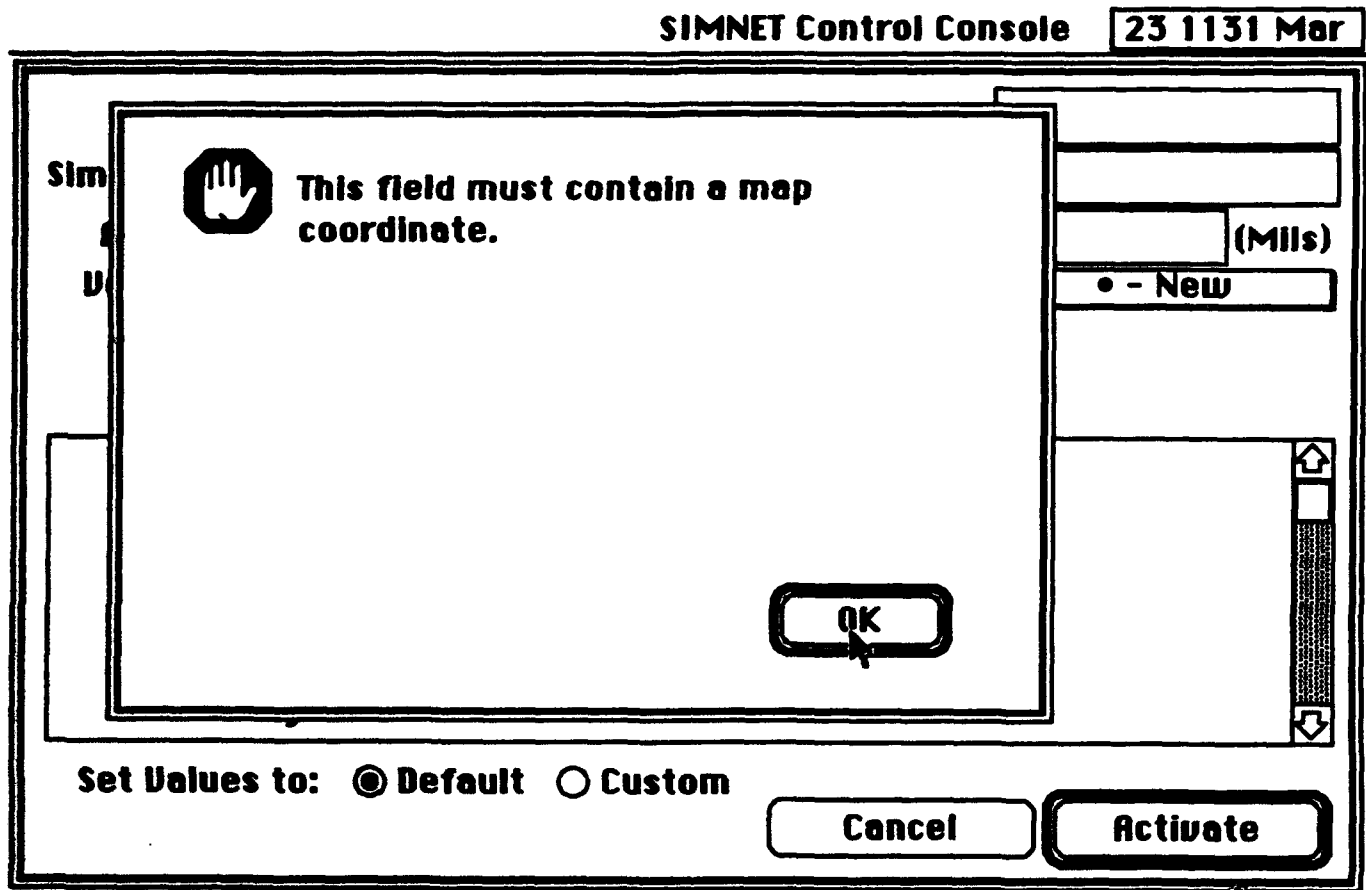 SIMNET Control Console 23 1131 Mar
This field must contain a map
coordinate.
Sim
(Mils)
• - New
OK
Set Values to: Default Custom
Cancel Activate